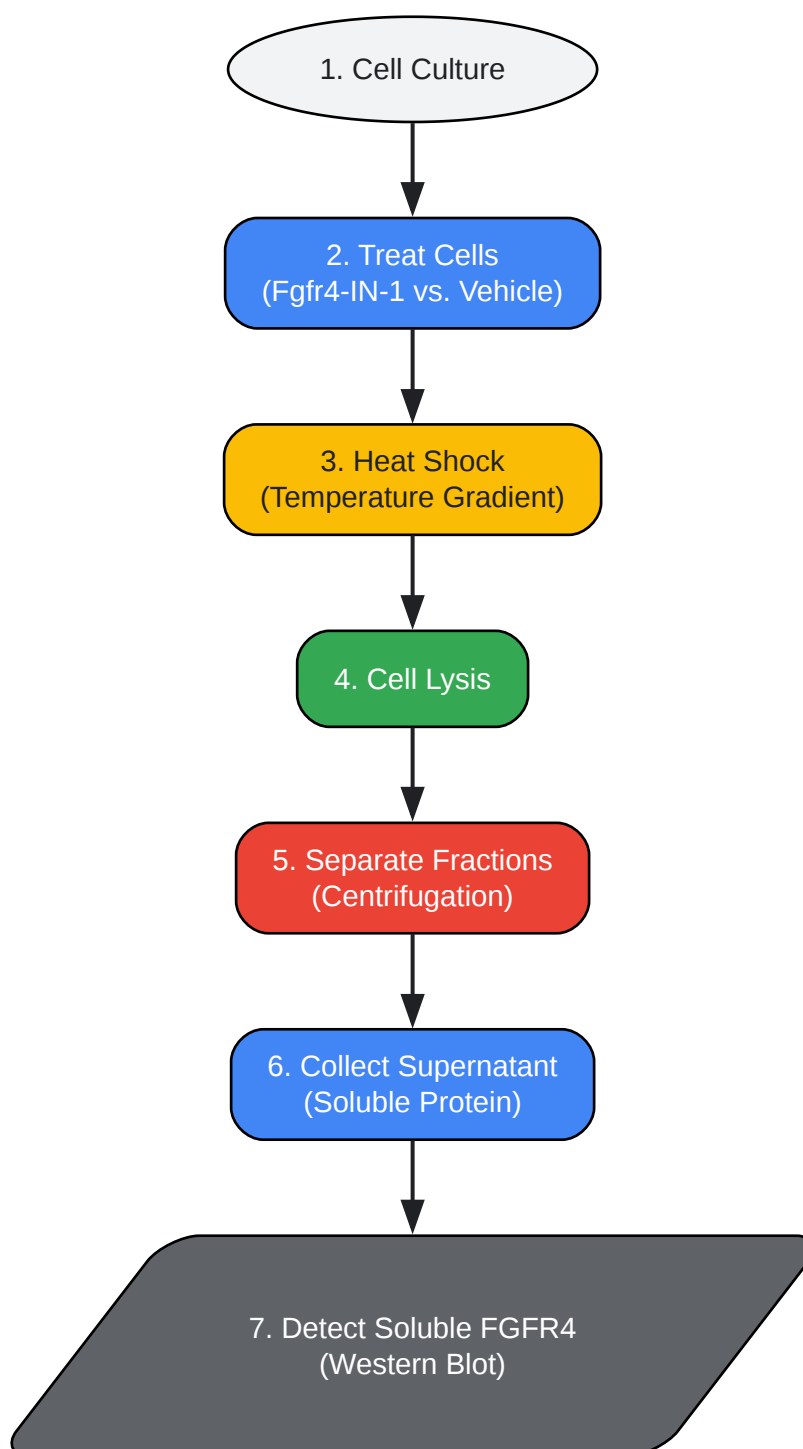 1. Cell Culture
2. Treat Cells
(Fgfr4-IN-1 vs. Vehicle)
3. Heat Shock
(Temperature Gradient)
4. Cell Lysis
5. Separate Fractions
(Centrifugation)
6. Collect Supernatant
(Soluble Protein)
7. Detect Soluble FGFR4
(Western Blot)